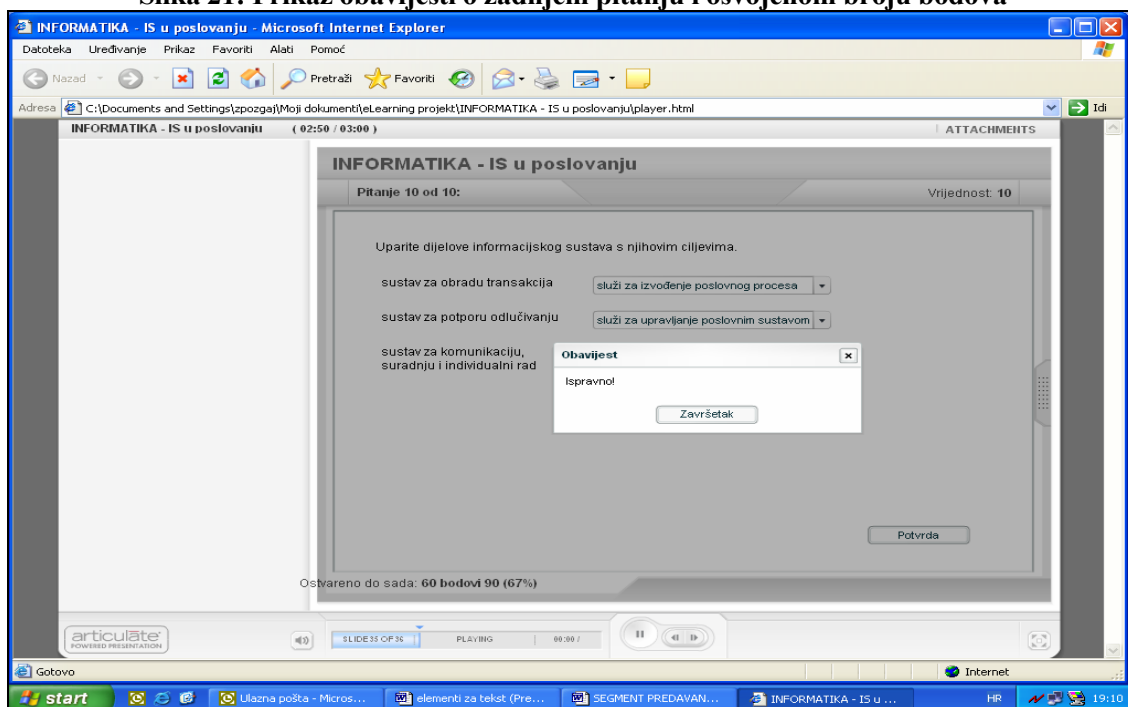 Slika 21: Prikaz obavijesti o zadnjem pitanju i osvojenom broju bodova
INFORMATIKA - IS u poslovanju - Microsoft Internet Explorer
Datoteka Uređivanje Prikaz Favoriti Alati Pomoć
Nazad Pretraži Favoriti
Adresa C:\Documents and Settings\zpozgaj\Moji dokumenti\eLearning projekt\INFORMATIKA - IS u poslovanju\player.html Idi
INFORMATIKA - IS u poslovanju ( 02:50 / 03:00 ) ATTACHMENTS
INFORMATIKA - IS u poslovanju
Pitanje 10 od 10: Vrijednost: 10
Uparite dijelove informacijskog sustava s njihovim ciljevima.
sustav za obradu transakcija služi za izvođenje poslovnog procesa
sustav za potporu odlučivanju služi za upravljanje poslovnim sustavom
sustav za komunikaciju,
suradnju i individualni rad
Obavijest
Ispravno!
Završetak
Potvrda
Ostvareno do sada: 60 bodovi 90 (67%)
articulate
POWERED PRESENTATION
SLIDE 35 OF 36 PLAYING 00:00 /
Gotovo Internet
start Ulazna pošta - Micros... elementi za tekst (Pre... SEGMENT PREDAVAN... INFORMATIKA - IS u ... HR 19:10